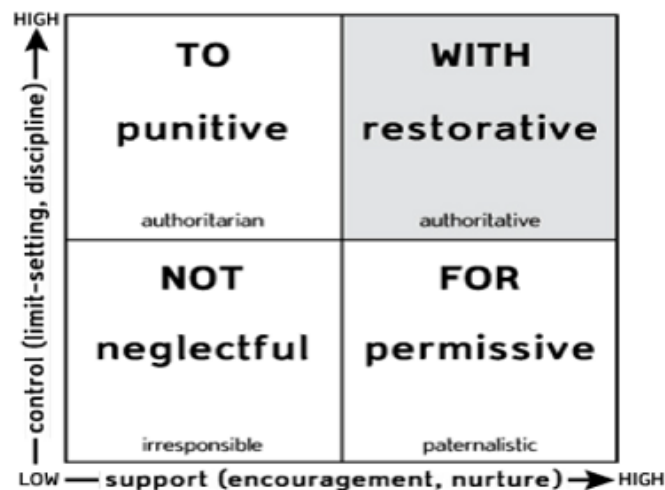 HIGH
TO
WITH
punitive
restorative
authoritarian
authoritative
control (limit-setting, discipline)
NOT
FOR
neglectful
permissive
irresponsible
paternalistic
LOW
support (encouragement, nurture)
HIGH